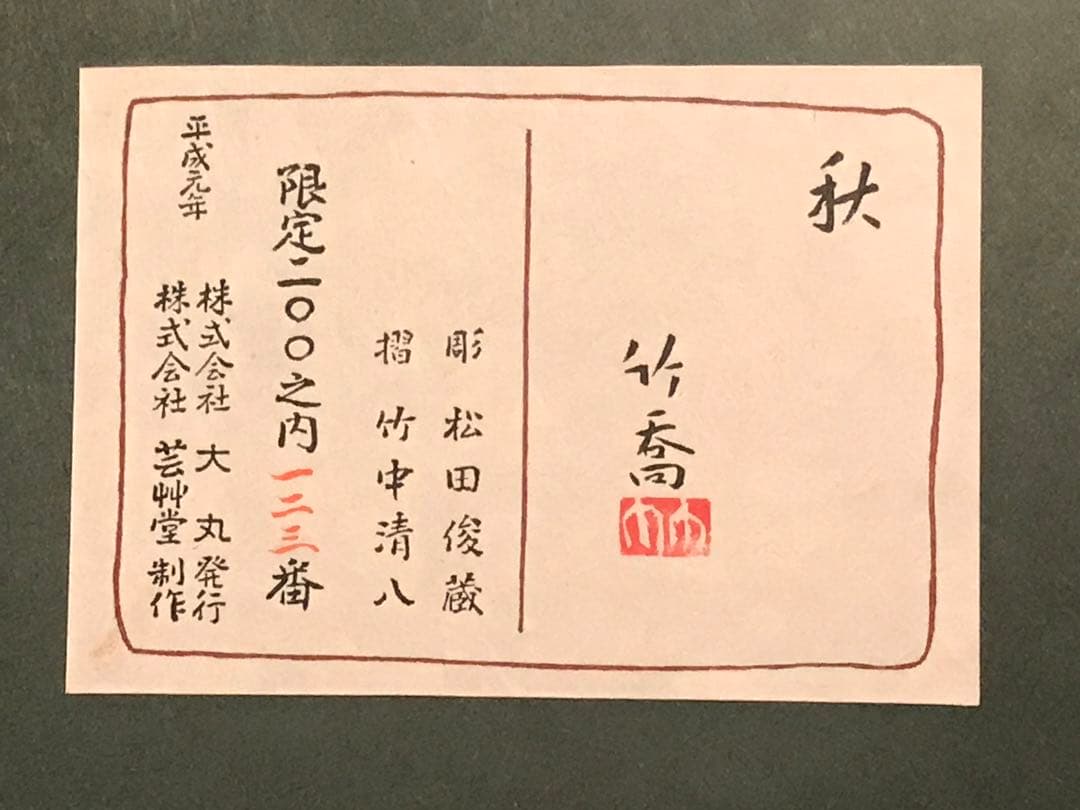 秋
竹喬
彫 松田俊蔵
摺 竹中清八
限定二〇〇之内一二三番
株式会社 大丸発行
株式会社 芸艸堂制作
平成元年